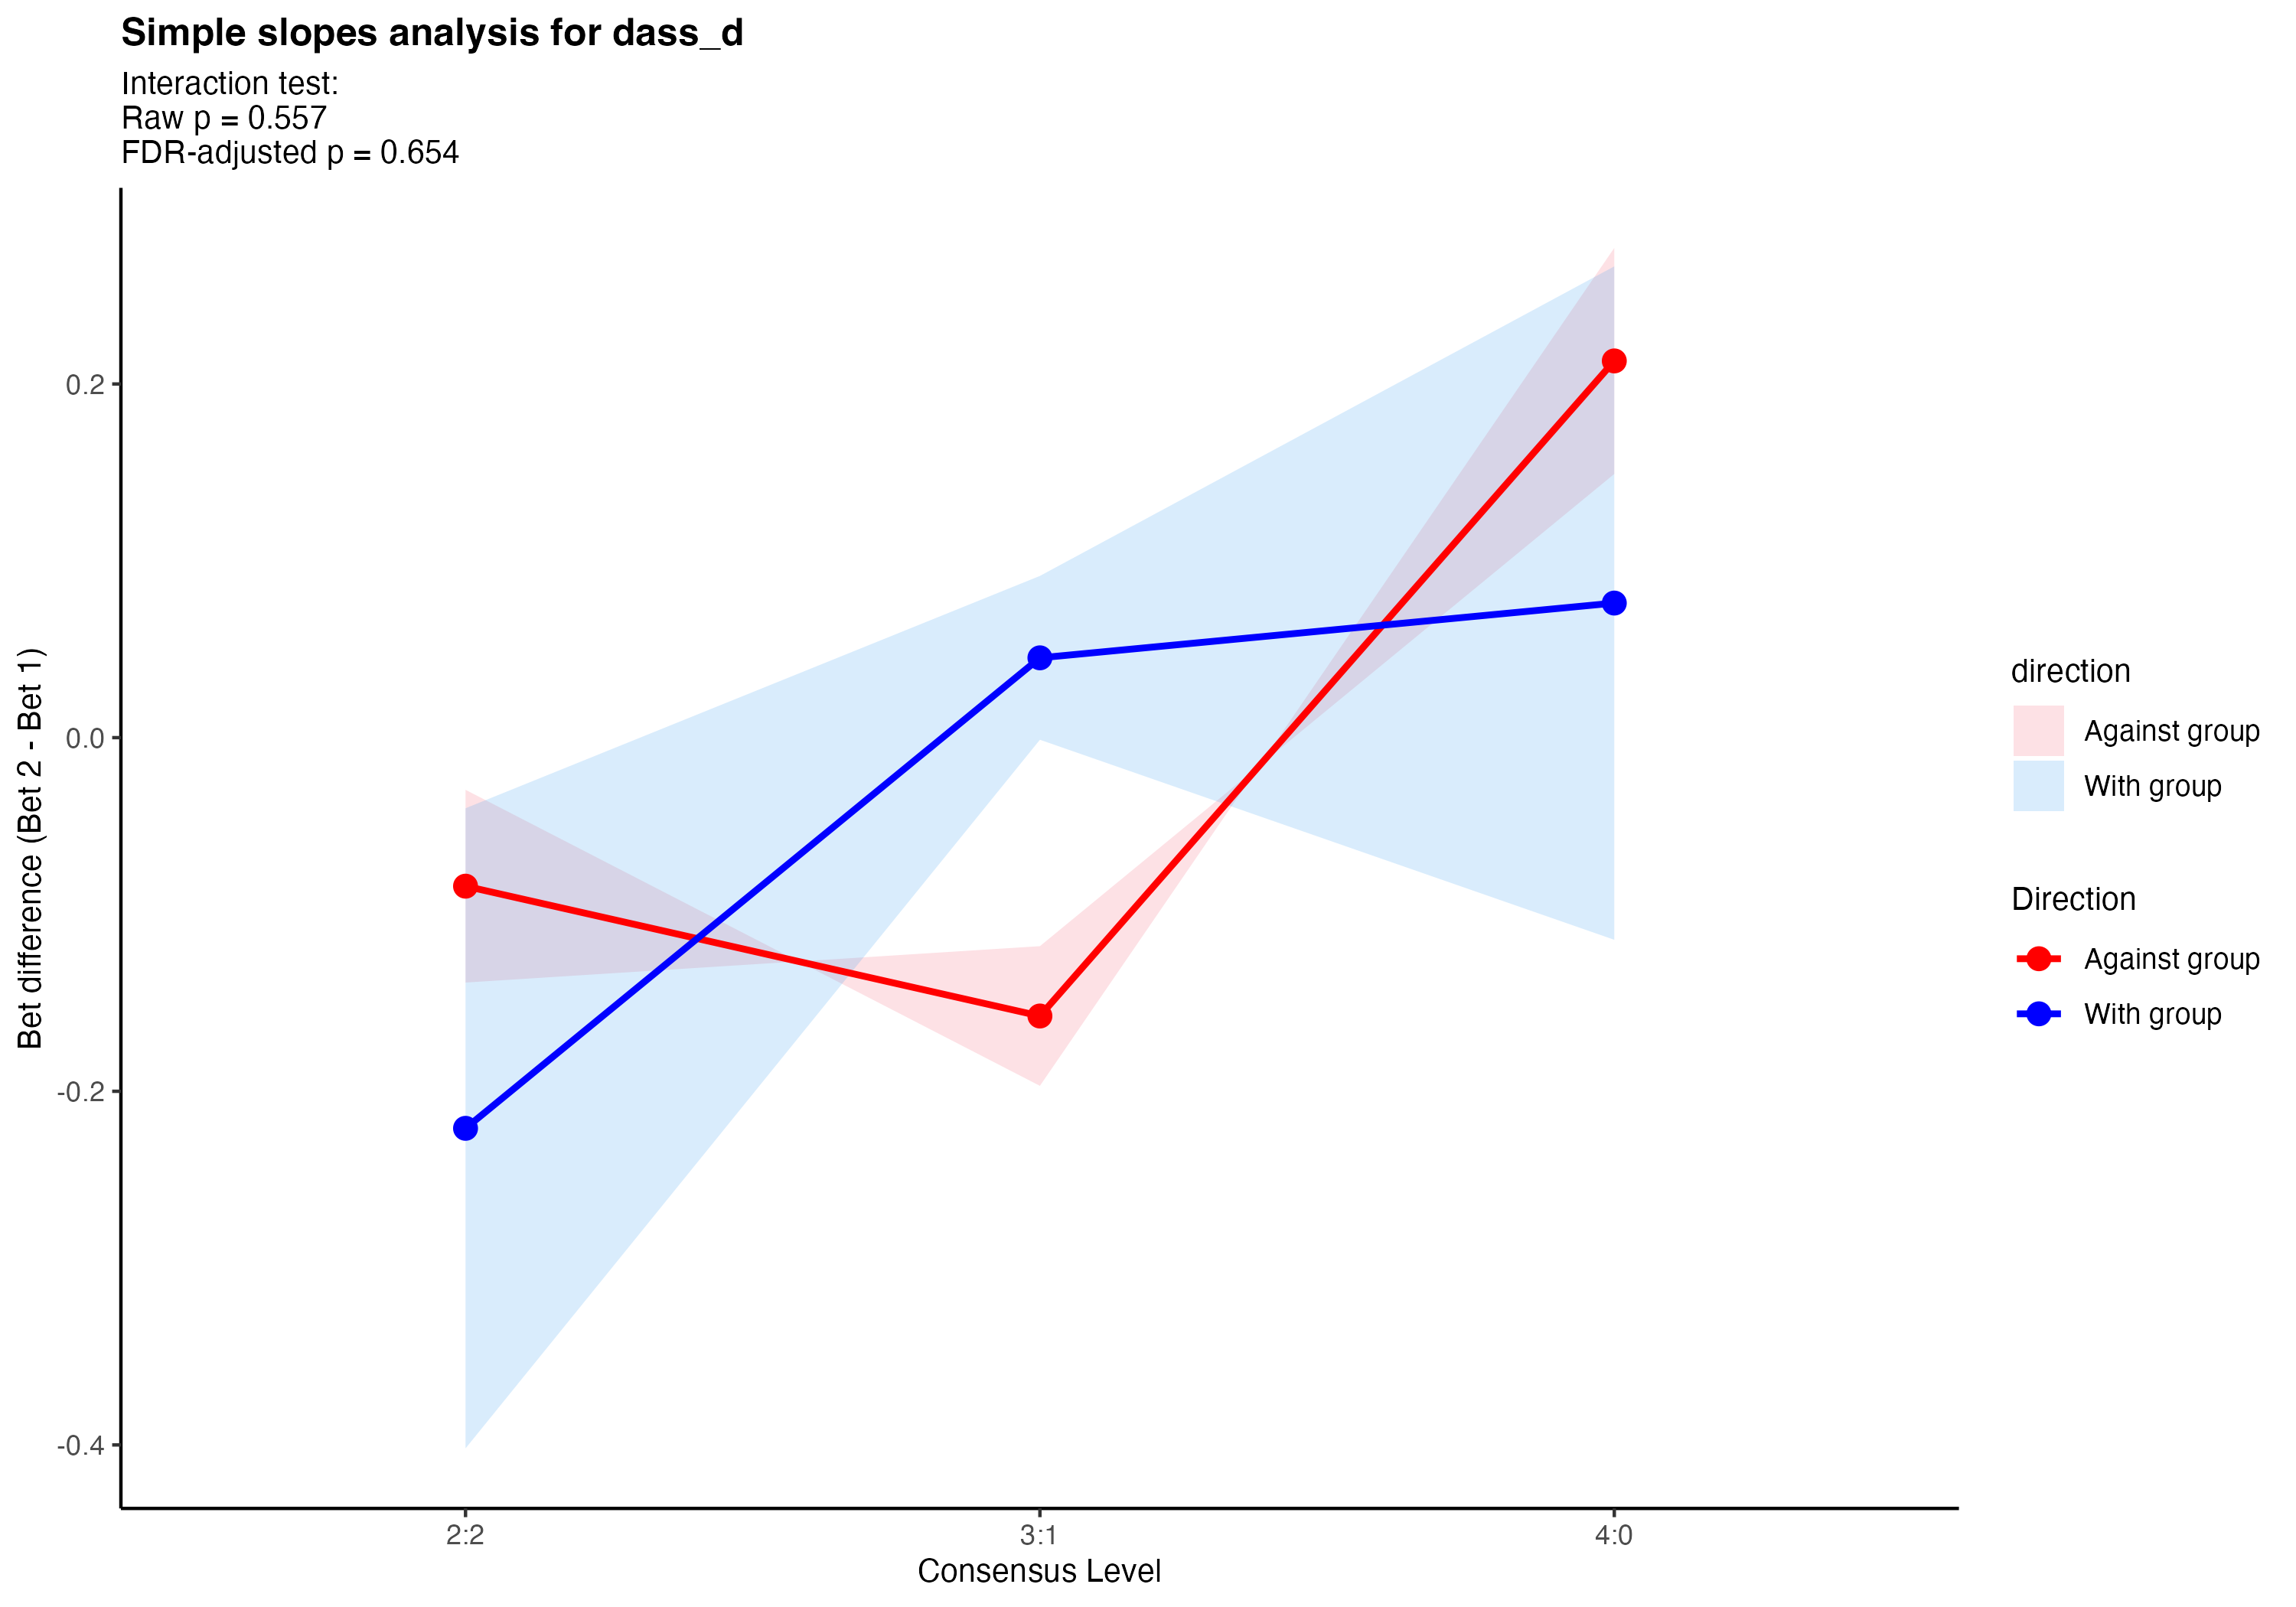 Simple slopes analysis for dass_d
Interaction test:
Raw p = 0.557
FDR-adjusted p = 0.654
Bet difference (Bet 2 - Bet 1)
0.2
0.0
-0.2
-0.4
2:2
3:1
4:0
Consensus Level
direction
Against group
With group
Direction
Against group
With group